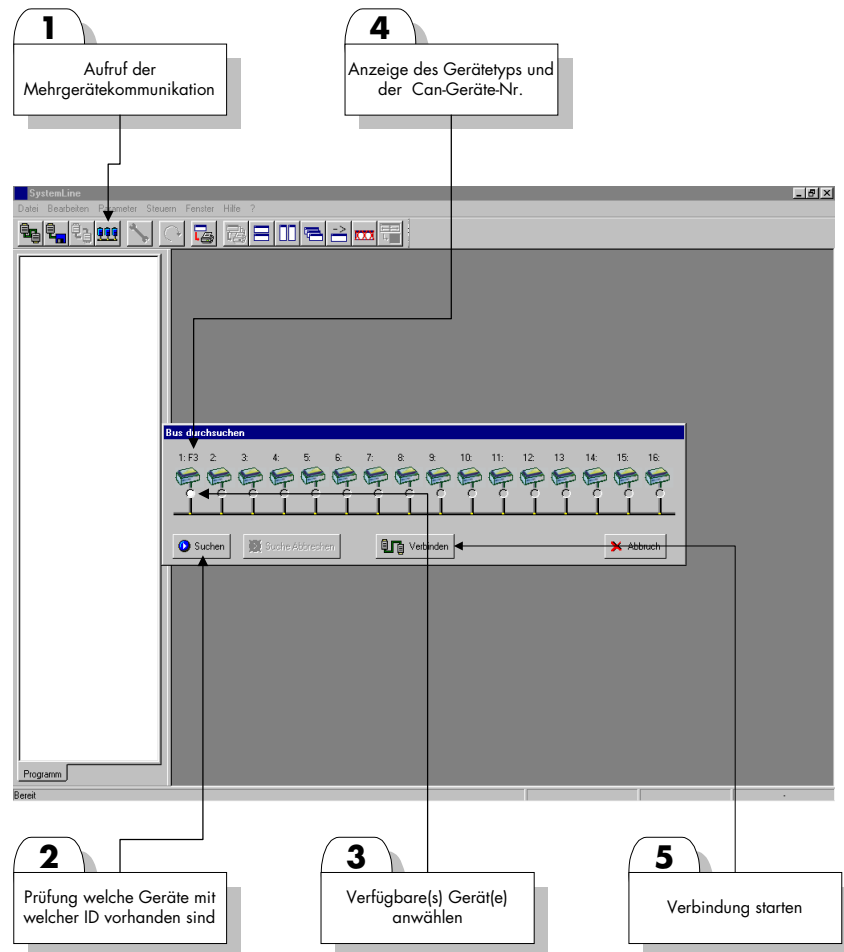 1
Aufruf der
Mehrgerätekommunikation
4
Anzeige des Gerätetyps und
der Can-Geräte-Nr.
SystemLine
Datei Bearbeiten Parameter Steuern Fenster Hilfe ?
Bus durchsuchen
1: F3 2: 3: 4: 5: 6: 7: 8: 9: 10: 11: 12: 13 14: 15: 16:
Suchen Suche Abbrechen Verbinden Abbruch
Programm
Bereit
2
Prüfung welche Geräte mit
welcher ID vorhanden sind
3
Verfügbare(s) Gerät(e)
anwählen
5
Verbindung starten